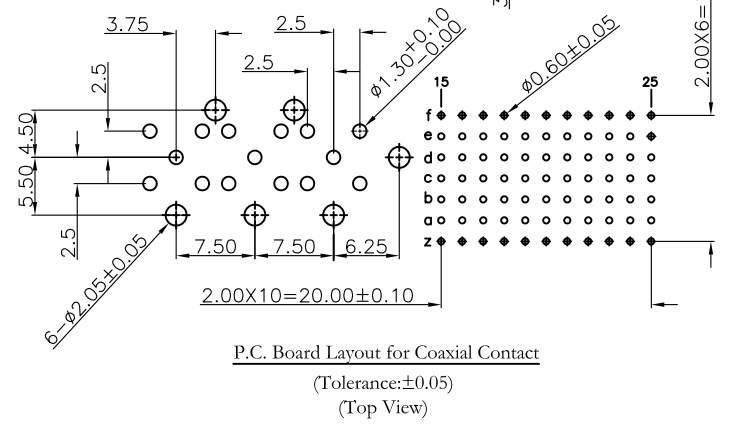 3.75
2.5
2.5
2.5
4.50
5.50
2.5
ø1.30+0.10
-0.00
ø0.60±0.05
2.00X6=
15
25
f
e
d
c
b
a
z
7.50
7.50
6.25
6-ø2.05±0.05
2.00X10=20.00±0.10
P.C. Board Layout for Coaxial Contact
(Tolerance:±0.05)
(Top View)